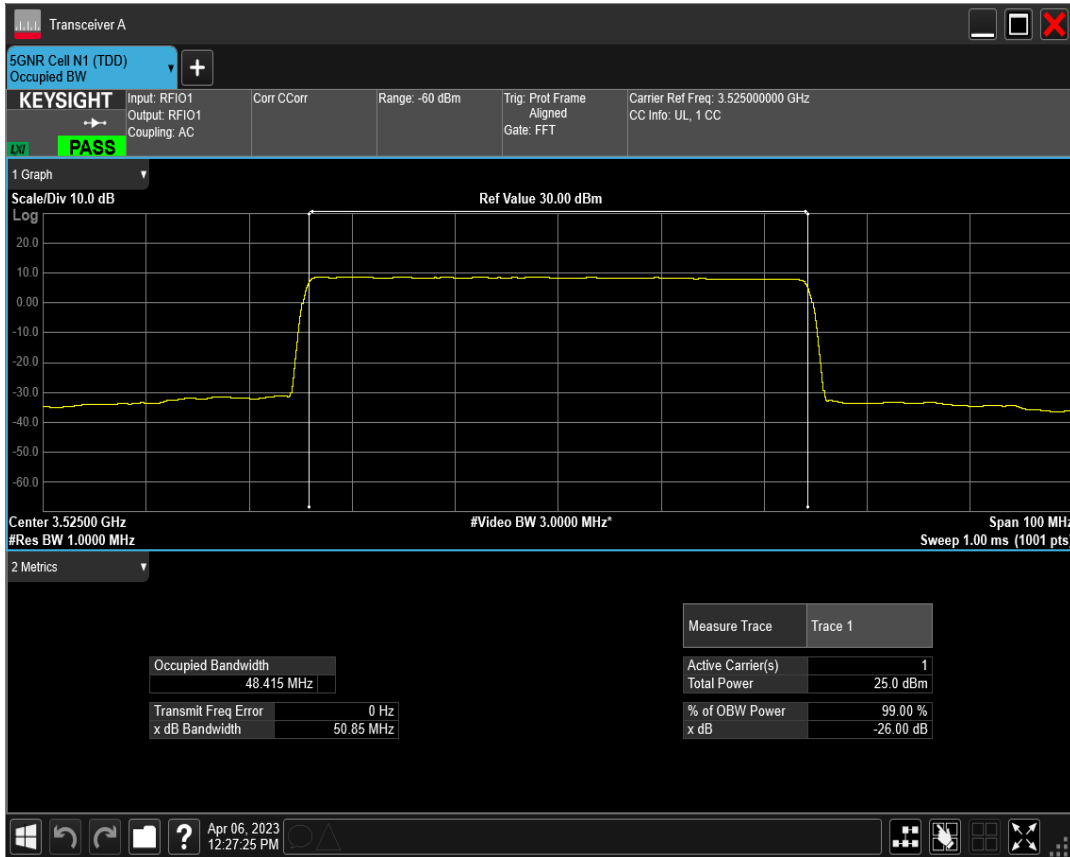 Transceiver A
5GNR Cell N1 (TDD)
Occupied BW
+
KEYSIGHT
LXI
PASS
Input: RFIO1
Output: RFIO1
Coupling: AC
Corr CCorr
Range: -60 dBm
Trig: Prot Frame
Aligned
Gate: FFT
Carrier Ref Freq: 3.525000000 GHz
CC Info: UL, 1 CC
1 Graph
Scale/Div 10.0 dB
Ref Value 30.00 dBm
Log
20.0
10.0
0.00
-10.0
-20.0
-30.0
-40.0
-50.0
-60.0
Center 3.52500 GHz
#Video BW 3.0000 MHz*
Span 100 MHz
#Res BW 1.0000 MHz
Sweep 1.00 ms (1001 pts)
2 Metrics
Measure Trace Trace 1
Occupied Bandwidth
48.415 MHz
Active Carrier(s) 1
Total Power 25.0 dBm
Transmit Freq Error 0 Hz
x dB Bandwidth 50.85 MHz
% of OBW Power 99.00 %
x dB -26.00 dB
?
Apr 06, 2023
12:27:25 PM